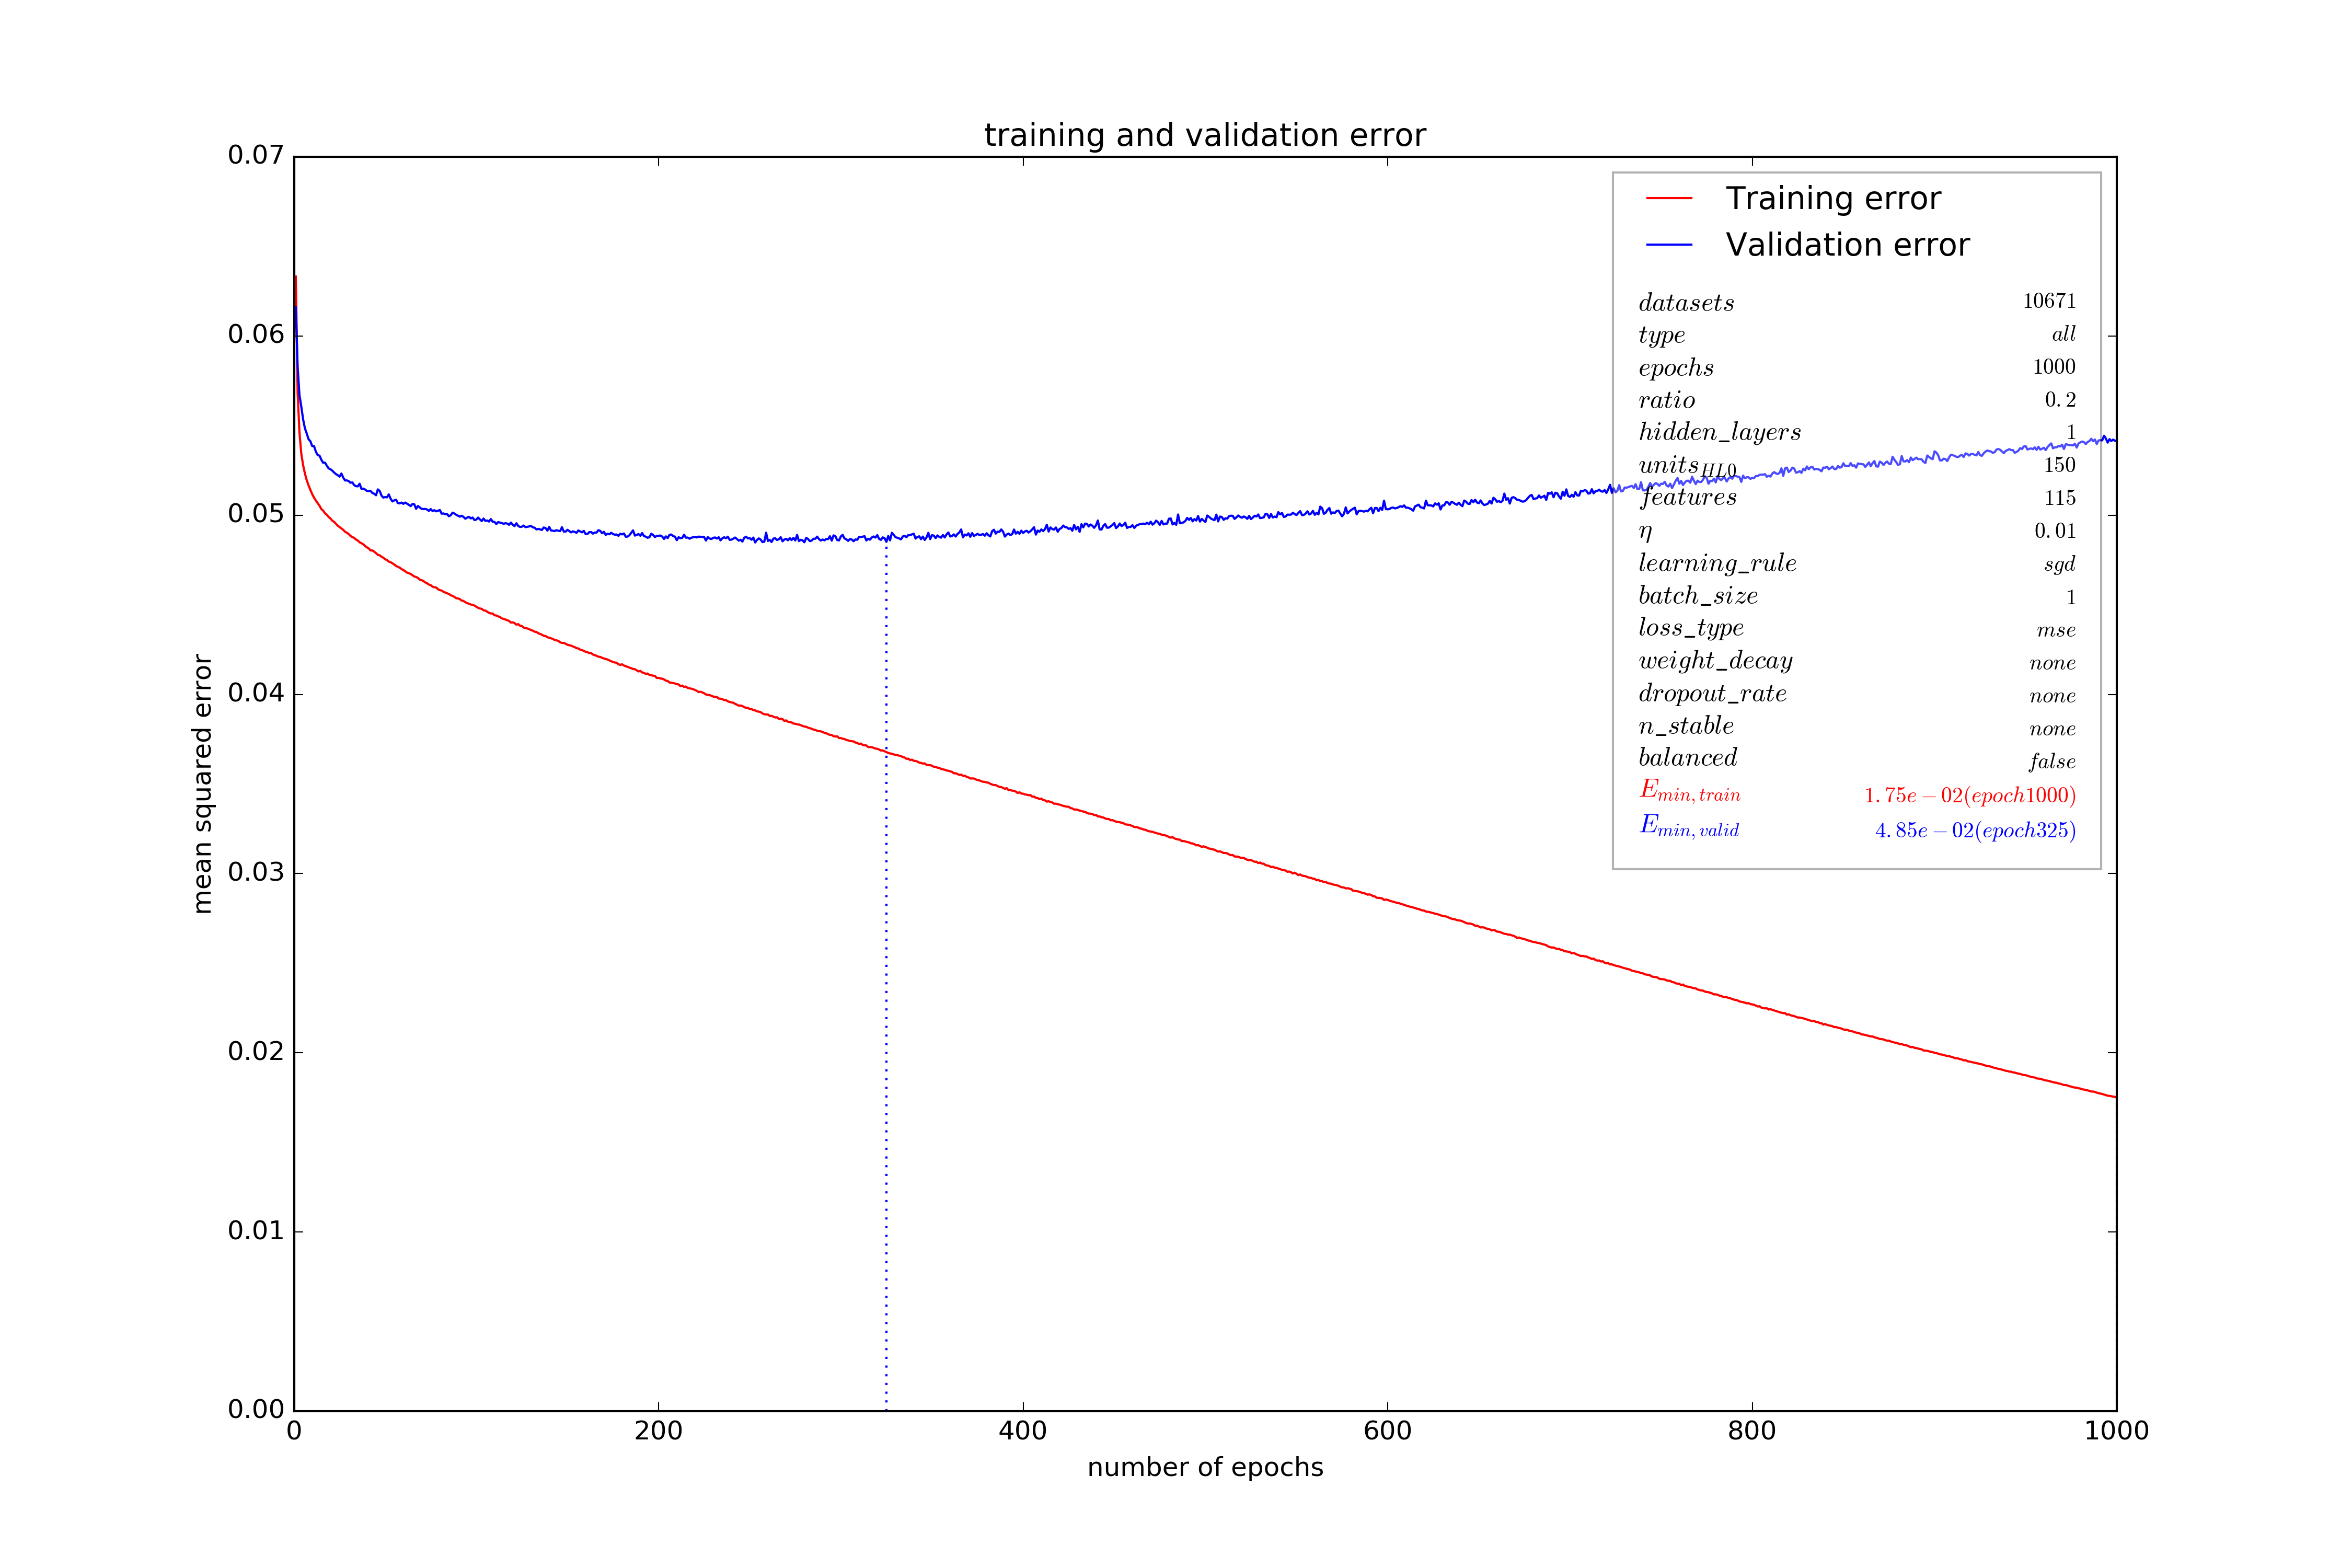 training and validation error
0.07
0.06
0.05
0.04
0.03
0.02
0.01
0.00
mean squared error
0
200
400
600
800
1000
number of epochs
Training error
Validation error
datasets 10671
type all
epochs 1000
ratio 0.2
hidden_layers 1
units_HL0 150
features 115
η 0.01
learning_rule sgd
batch_size 1
loss_type mse
weight_decay none
dropout_rate none
n_stable none
balanced false
E_min,train 1.75e−02(epoch1000)
E_min,valid 4.85e−02(epoch325)